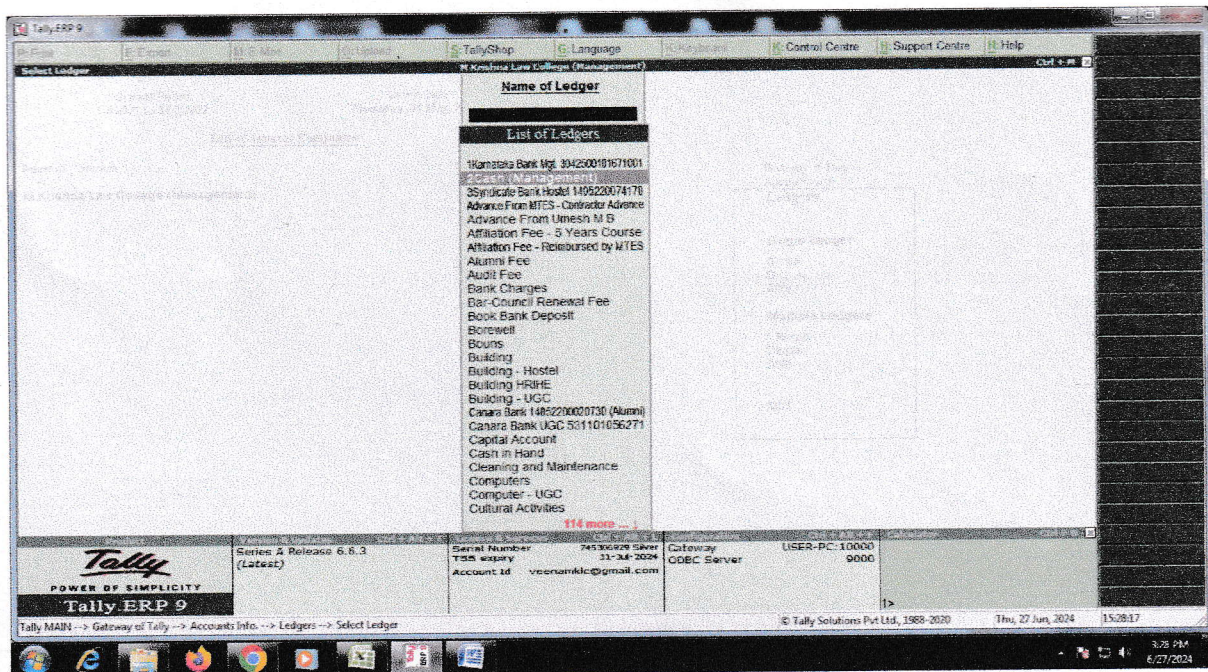 Tally.ERP 9
S: TallyShop G: Language K: Control Centre H: Support Centre H: Help
Select Ledger M.Krishna Law College (Management) Ctrl + M
Name of Ledger
List of Ledgers
1Karnataka Bank Mgt. 3042500101671001
2Cash (Management)
3Syndicate Bank Hostel 1405220074170
Advance From MTES - Contractor Advance
Advance From Umesh M B
Affiliation Fee - 5 Years Course
Affiliation Fee - Reimbursed by MTES
Alumni Fee
Audit Fee
Bank Charges
Bar-Council Renewal Fee
Book Bank Deposit
Borewell
Bouns
Building
Building - Hostel
Building HRIHE
Building - UGC
Canara Bank 14052200020730 (Alumni)
Canara Bank UGC 531101056271
Capital Account
Cash in Hand
Cleaning and Maintenance
Computers
Computer - UGC
Cultural Activities
114 more ... ↓
Tally
POWER OF SIMPLICITY
Tally.ERP 9
Series A Release 6.6.3
(Latest)
Serial Number 745306929 Silver
TSS expiry 31-Jul-2024
Account Id veenamklc@gmail.com
Gateway USER-PC:10000
ODBC Server 9000
1>
Tally MAIN --> Gateway of Tally --> Accounts Info. --> Ledgers --> Select Ledger © Tally Solutions Pvt Ltd., 1988-2020 Thu, 27 Jun, 2024 15:28:17
3:28 PM
6/27/2024